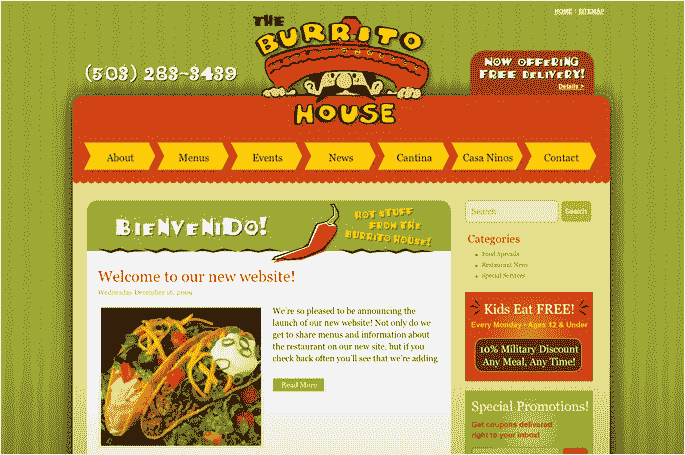 HOME | SITEMAP
THE
BURRITO
HOUSE
(503) 283-3439
NOW OFFERING
FREE DELIVERY!
Details >
About
Menus
Events
News
Cantina
Casa Ninos
Contact
BIENVENIDO!
HOT STUFF
FROM THE
BURRITO HOUSE!
Search
Search
Welcome to our new website!
Wednesday December 16, 2009
We're so pleased to be announcing the
launch of our new website! Not only do we
get to share menus and information about
the restaurant on our new site, but if you
check back often you'll see that we're adding
Read More
Categories
Food Specials
Restaurant News
Special Services
Kids Eat FREE!
Every Monday • Ages 12 & Under
10% Military Discount
Any Meal, Any Time!
Special Promotions!
Get coupons delivered
right to your inbox!